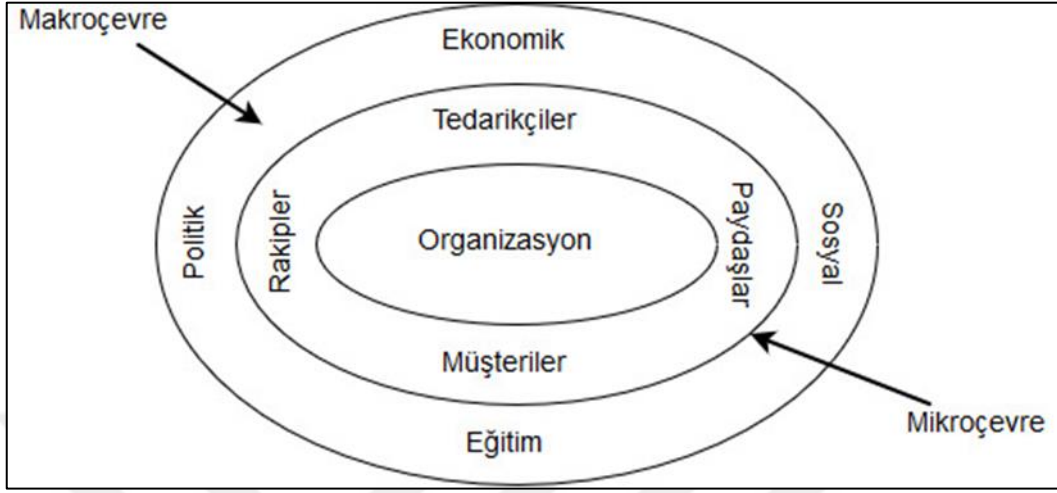 Makroçevre
Ekonomik
Tedarikçiler
Politik
Rakipler
Organizasyon
Paydaşlar
Sosyal
Müşteriler
Eğitim
Mikroçevre